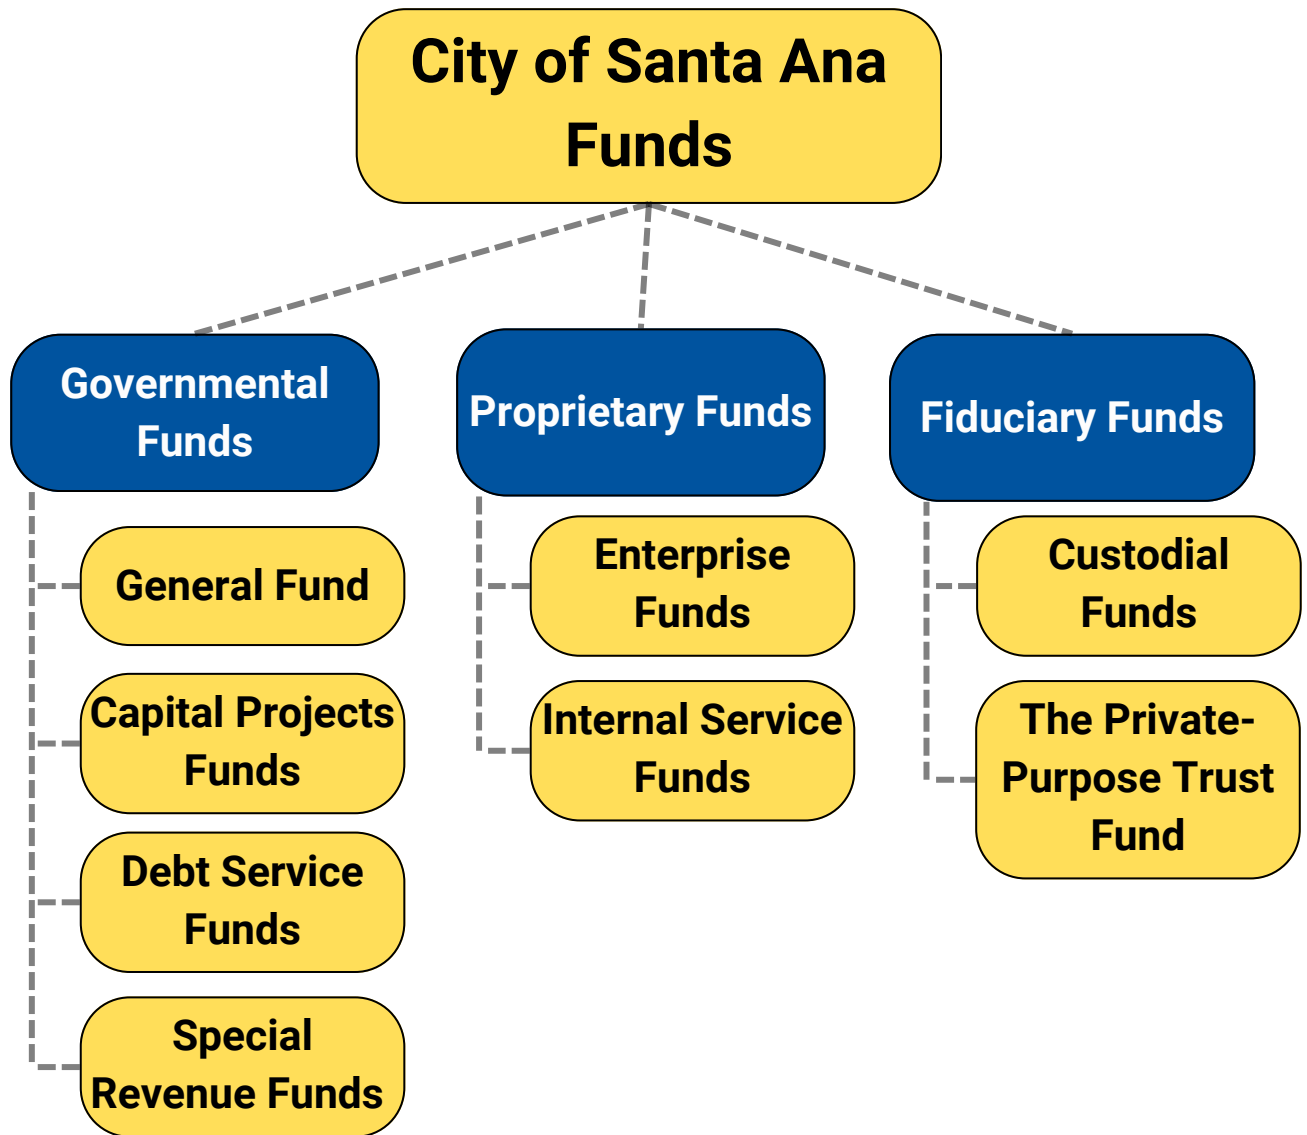 City of Santa Ana
Funds
Governmental
Funds
General Fund
Capital Projects
Funds
Debt Service
Funds
Special
Revenue Funds
Proprietary Funds
Enterprise
Funds
Internal Service
Funds
Fiduciary Funds
Custodial
Funds
The Private-
Purpose Trust
Fund